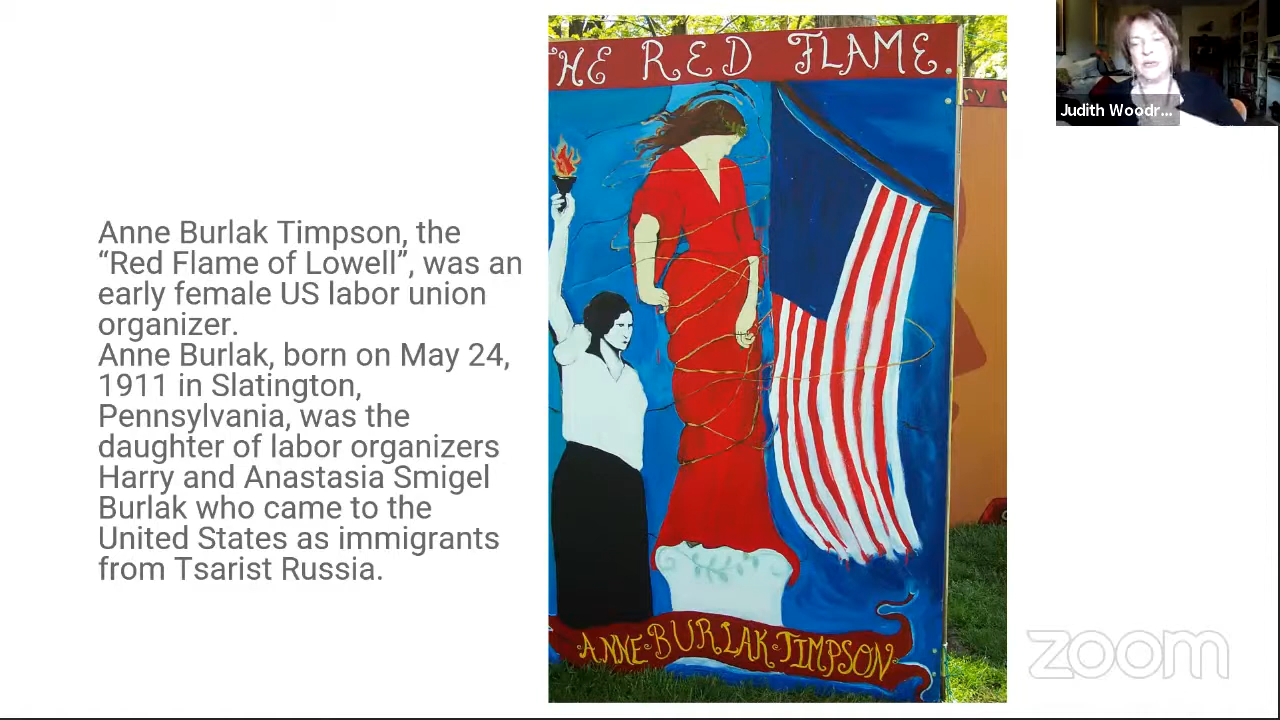 THE RED FLAME.
RY
Judith Woodr...
Anne Burlak Timpson, the
“Red Flame of Lowell”, was an
early female US labor union
organizer.
Anne Burlak, born on May 24,
1911 in Slatington,
Pennsylvania, was the
daughter of labor organizers
Harry and Anastasia Smigel
Burlak who came to the
United States as immigrants
from Tsarist Russia.
ANNE·BURLAK·TIMPSON
zoom